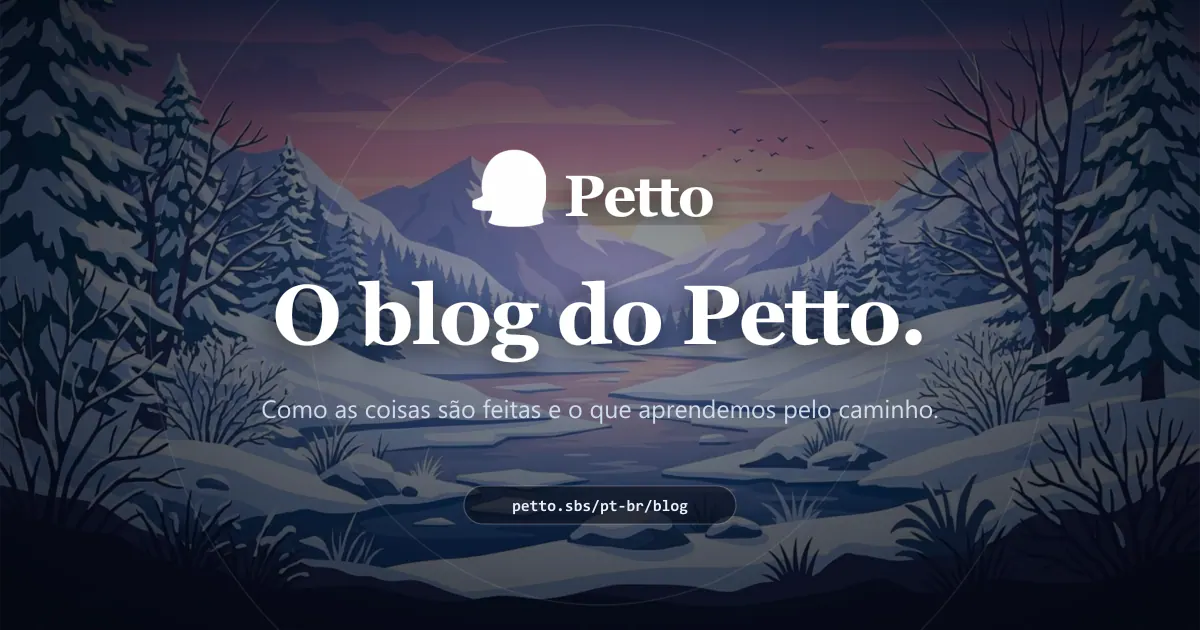 Petto
O blog do Petto.
Como as coisas são feitas e o que aprendemos pelo caminho.
petto.sbs/pt-br/blog